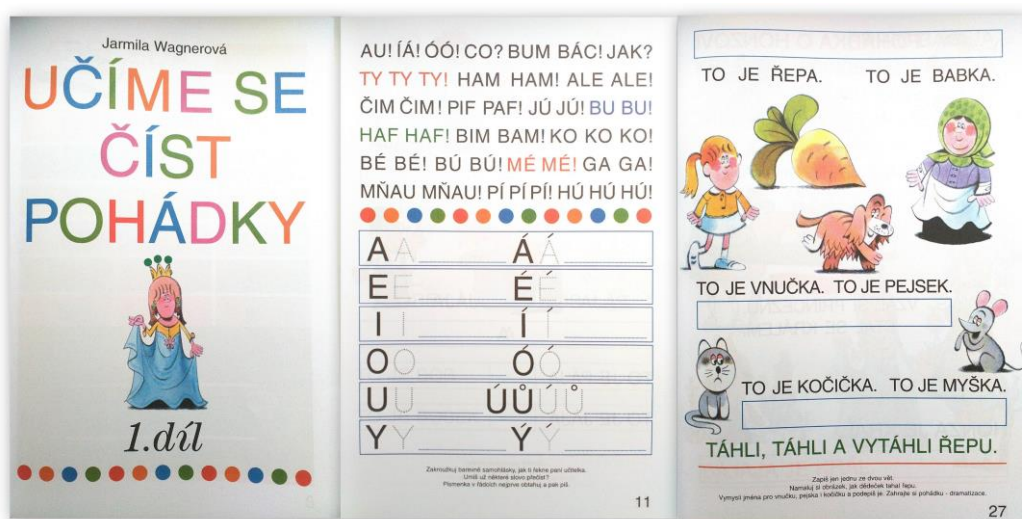 Jarmila Wagnerová
UČÍME SE
ČÍST
POHÁDKY
1.díl
AU! ÍÁ! ÓÓ! CO? BUM BÁC! JAK?
TY TY TY! HAM HAM! ALE ALE!
ČIM ČIM! PIF PAF! JÚ JÚ! BU BU!
HAF HAF! BIM BAM! KO KO KO!
BÉ BÉ! BÚ BÚ! MÉ MÉ! GA GA!
MŇAU MŇAU! PÍ PÍ PÍ! HÚ HÚ HÚ!
A A Á Á
E E É É
I I Í Í
O O Ó Ó
U U ÚŮ Ú Ů
Y Y Ý Ý
Zakroužkuj barevně samohlásky, jak ti řekne paní učitelka.
Umíš už některé slovo přečíst?
Písmenka v řádcích nejprve obtahuj a pak piš.
11
TO JE ŘEPA. TO JE BABKA.
TO JE VNUČKA. TO JE PEJSEK.
TO JE KOČIČKA. TO JE MYŠKA.
TÁHLI, TÁHLI A VYTÁHLI ŘEPU.
Zapiš jen jednu ze dvou vět.
Namaluj si obrázek, jak dědeček tahal řepu.
Vymysli jména pro vnučku, pejska i kočičku a podepiš je. Zahrajte si pohádku - dramatizace.
27